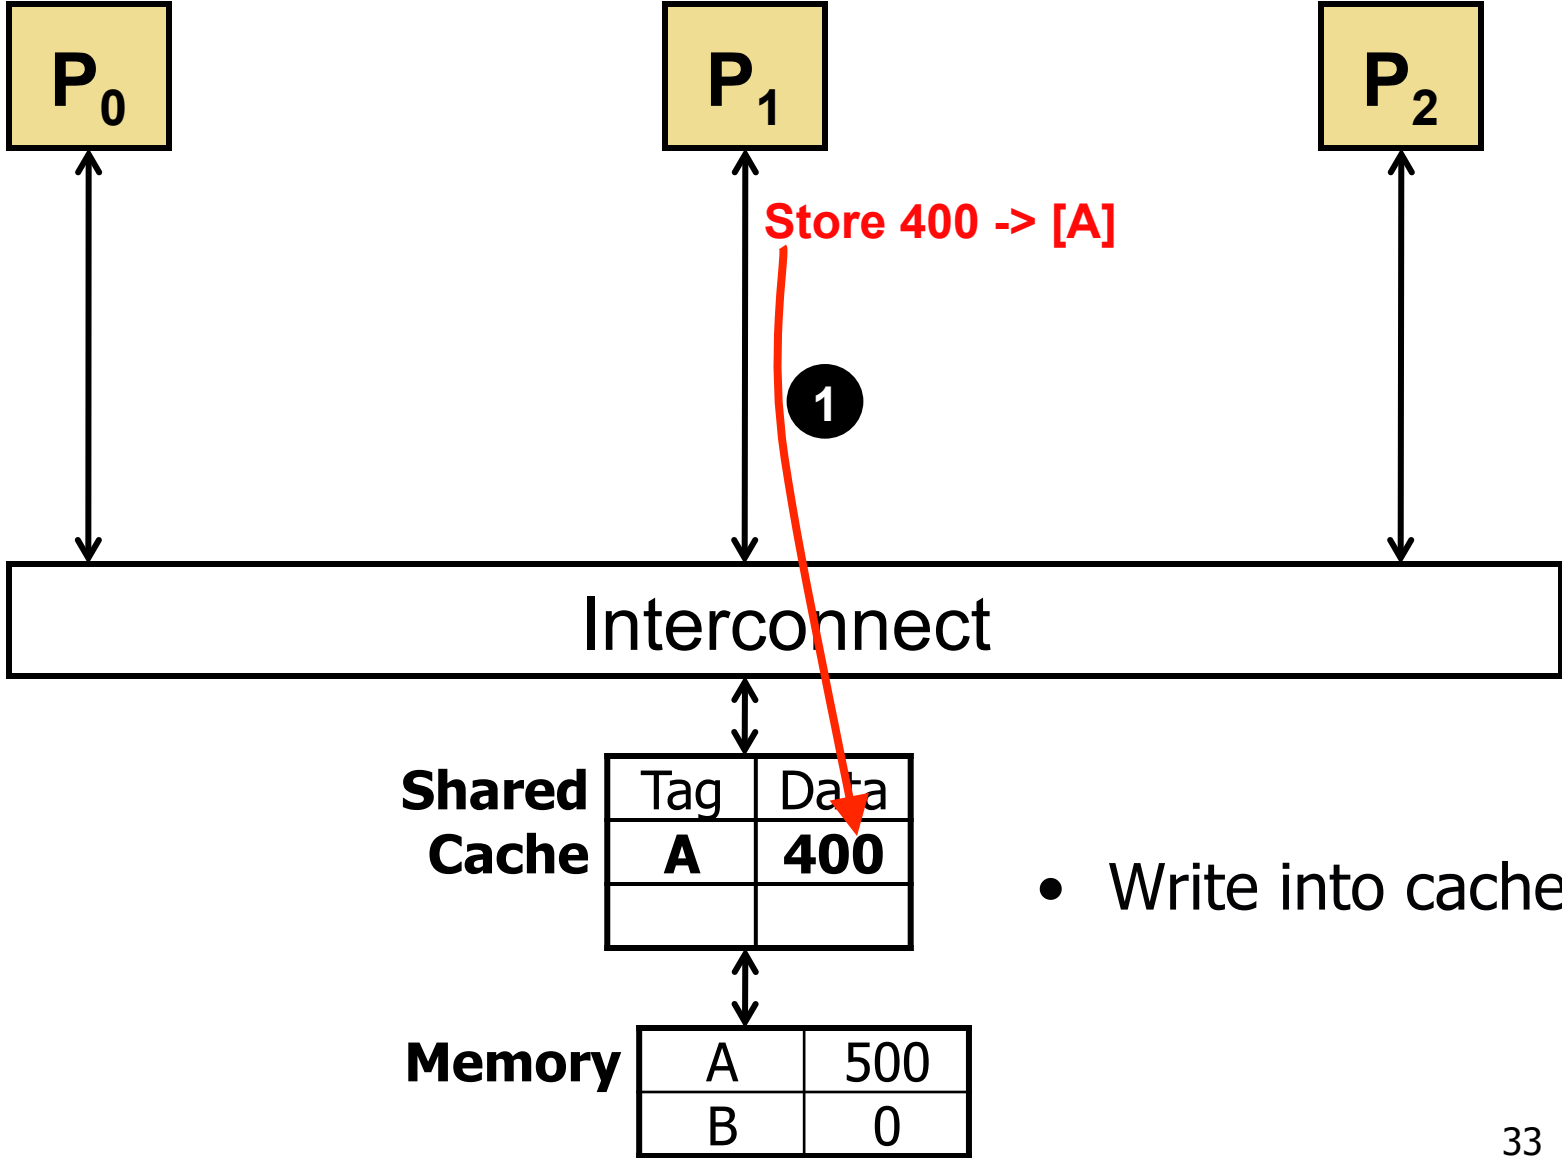 P0 P1 P2
Store 400 -> [A]
1
Interconnect
Shared Tag Data
Cache A 400
• Write into cache
Memory A 500
B 0
33